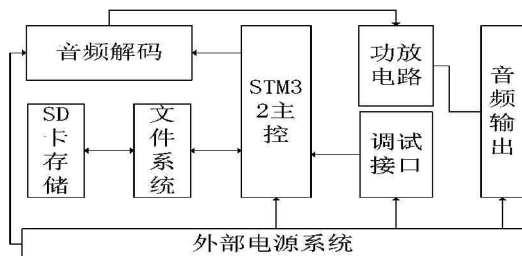 音频解码
STM3
2主控
功放
电路
音
频
输
出
SD
卡存
储
文
件系
统
调试
接口
外部电源系统